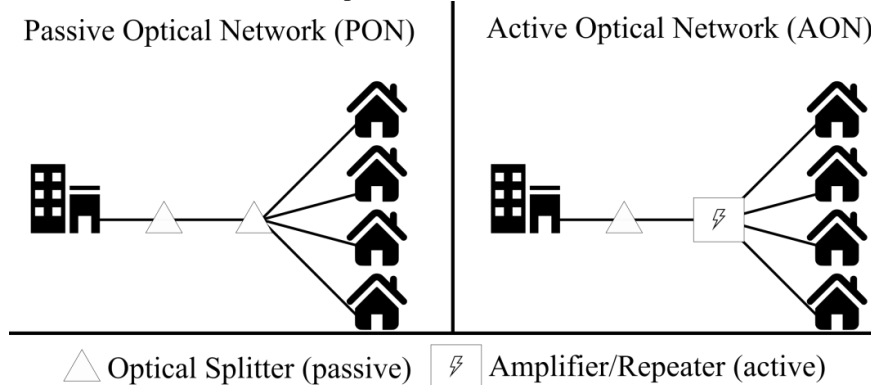 Passive Optical Network (PON)
Active Optical Network (AON)
Optical Splitter (passive)
Amplifier/Repeater (active)